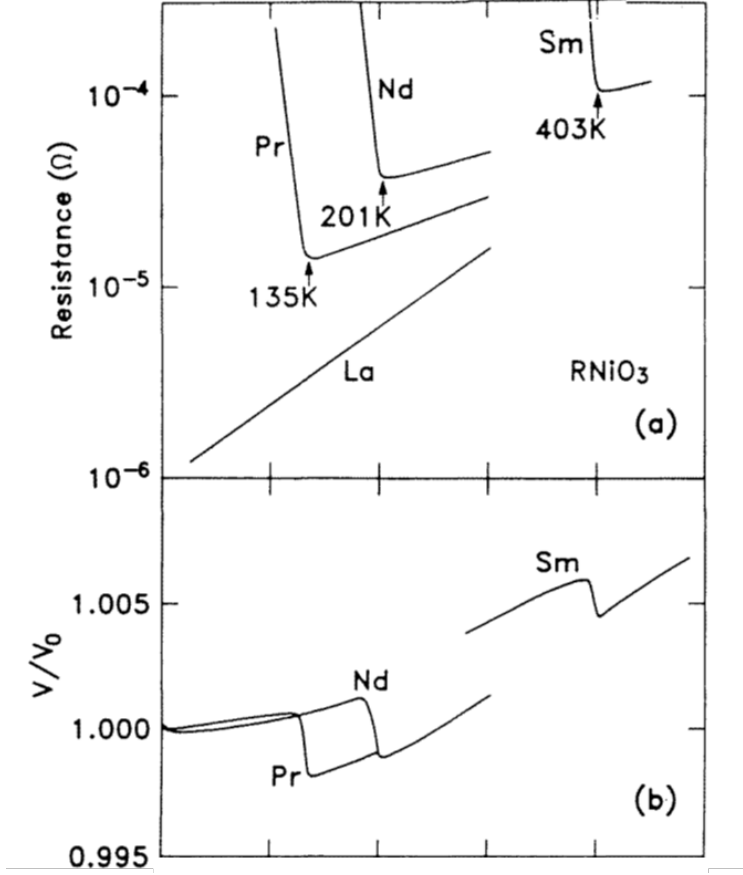 Resistance (Ω)
10⁻⁴
10⁻⁵
10⁻⁶
Pr
Nd
Sm
403K
201K
135K
La
RNiO₃
(a)
V/V₀
1.005
1.000
0.995
Sm
Nd
Pr
(b)